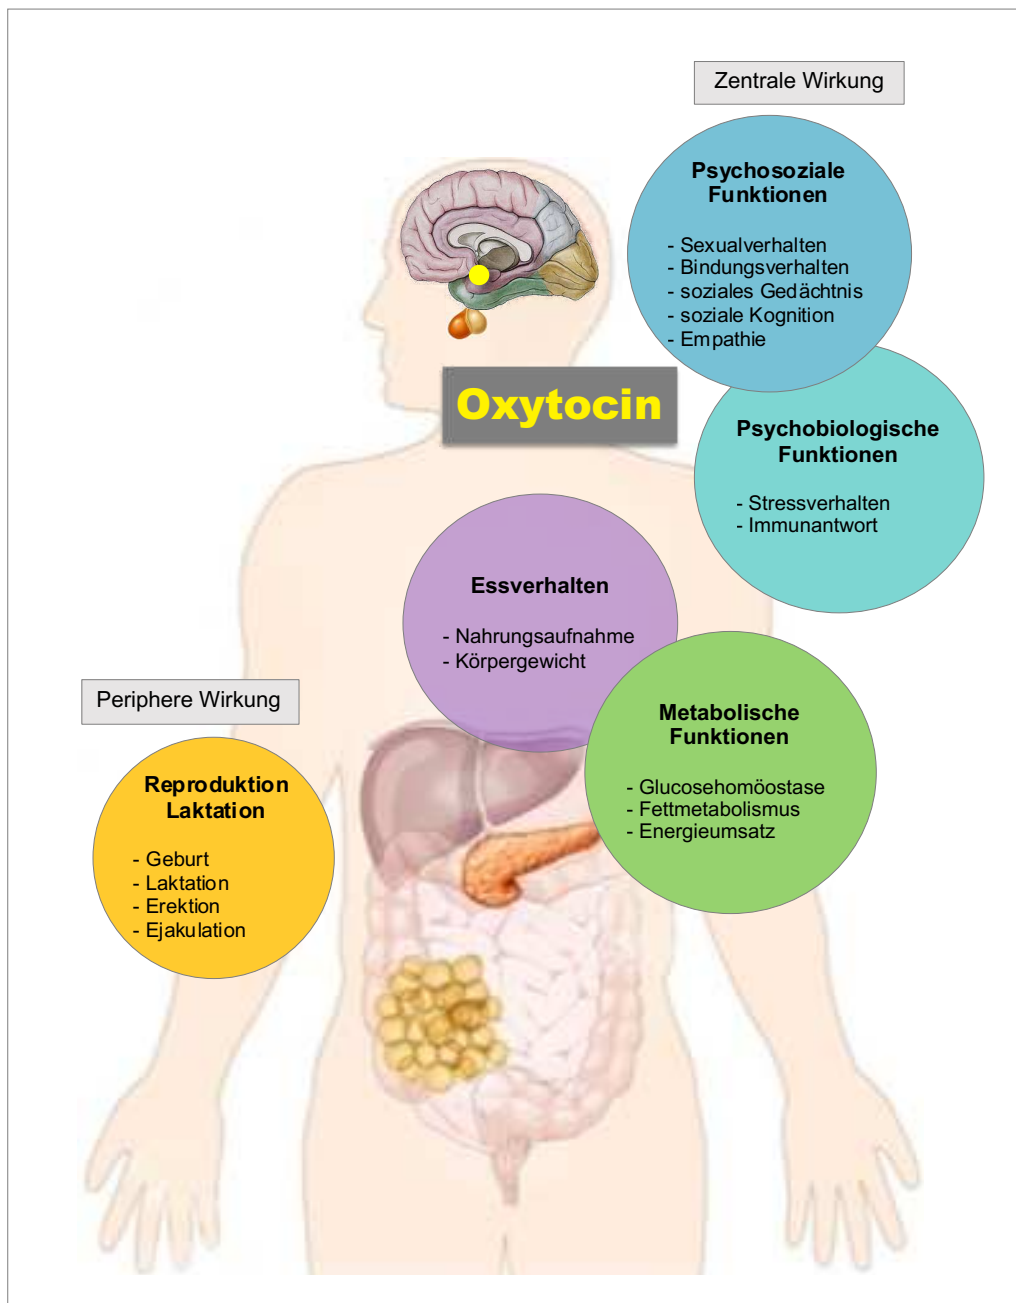 Zentrale Wirkung
Psychosoziale
Funktionen
- Sexualverhalten
- Bindungsverhalten
- soziales Gedächtnis
- soziale Kognition
- Empathie
Oxytocin
Psychobiologische
Funktionen
- Stressverhalten
- Immunantwort
Essverhalten
- Nahrungsaufnahme
- Körpergewicht
Metabolische
Funktionen
- Glucosehomöostase
- Fettmetabolismus
- Energieumsatz
Periphere Wirkung
Reproduktion
Laktation
- Geburt
- Laktation
- Erektion
- Ejakulation